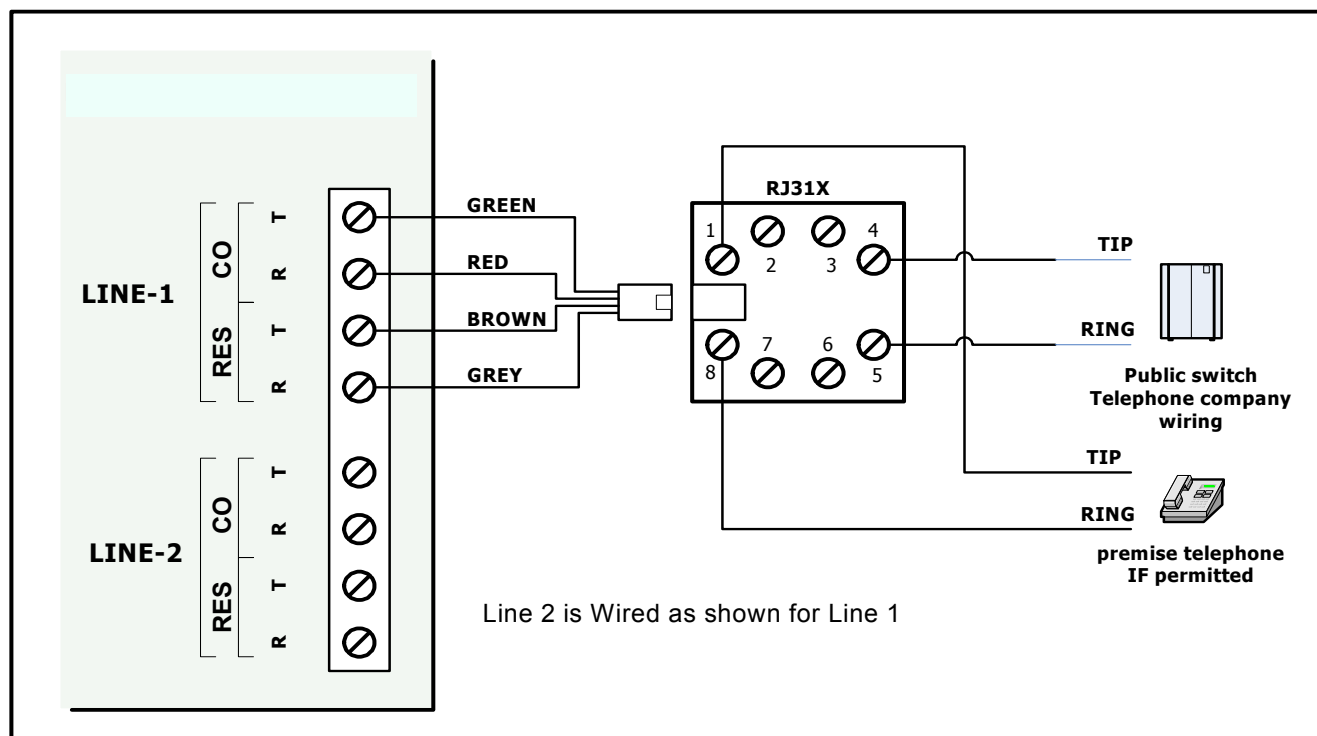 RJ31X
LINE-1
CO
RES
T
R
T
R
GREEN
RED
BROWN
GREY
1
2
3
4
8
7
6
5
TIP
RING
Public switch
Telephone company
wiring
TIP
RING
premise telephone
IF permitted
LINE-2
CO
RES
T
R
T
R
Line 2 is Wired as shown for Line 1